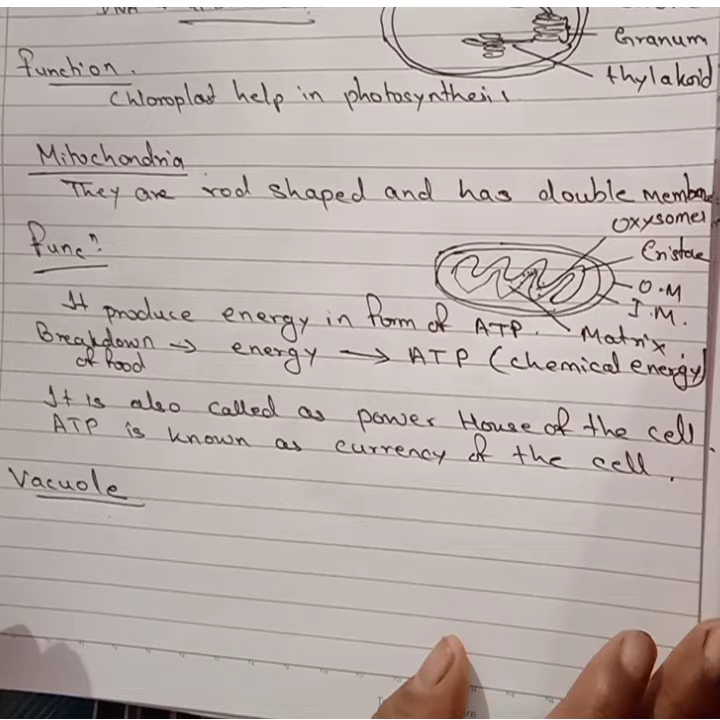 DNA
Granum
thylakoid
Function.
Chloroplast help in photosynthesis.
Mitochondria
They are rod shaped and has double membrane
oxysomes
Cristae
Func?
O.M
I.M.
Matrix.
It produce energy in form of ATP.
Breakdown of food → energy → ATP (chemical energy)
It is also called as power House of the cell.
ATP is known as currency of the cell.
Vacuole